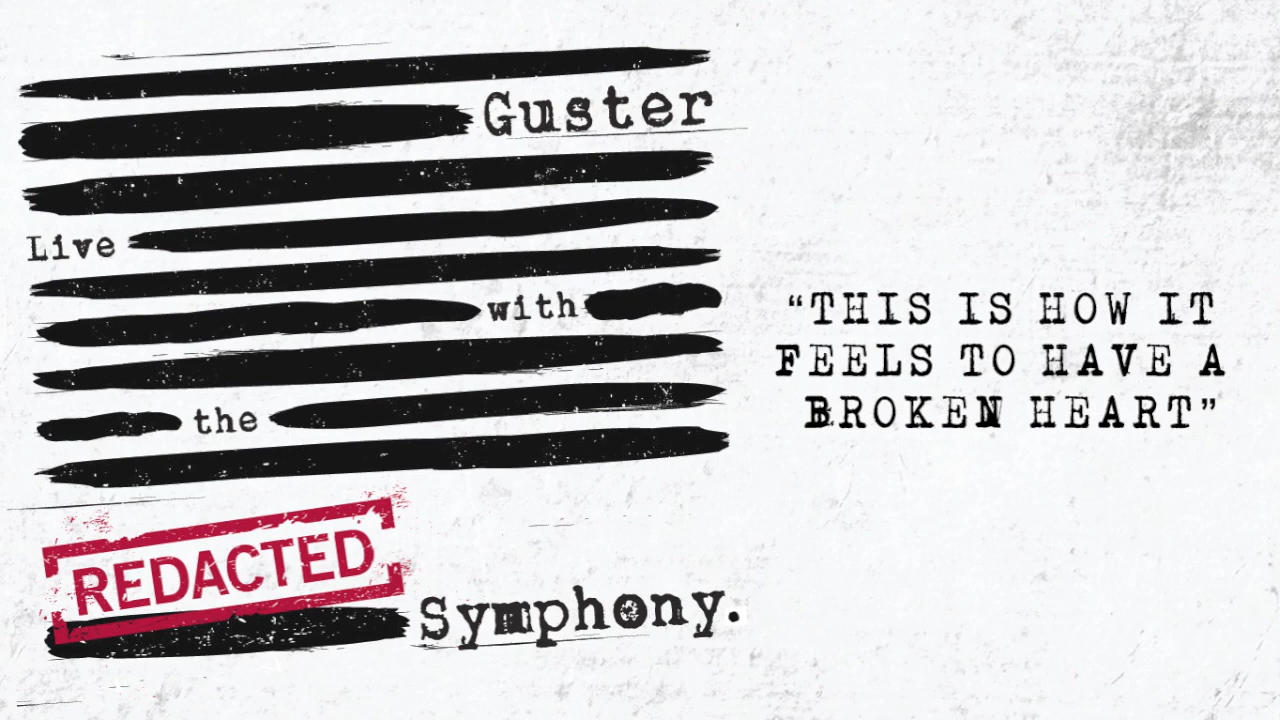 Guster
Live
with
the
REDACTED
Symphony.
“THIS IS HOW IT
FEELS TO HAVE A
BROKEN HEART”